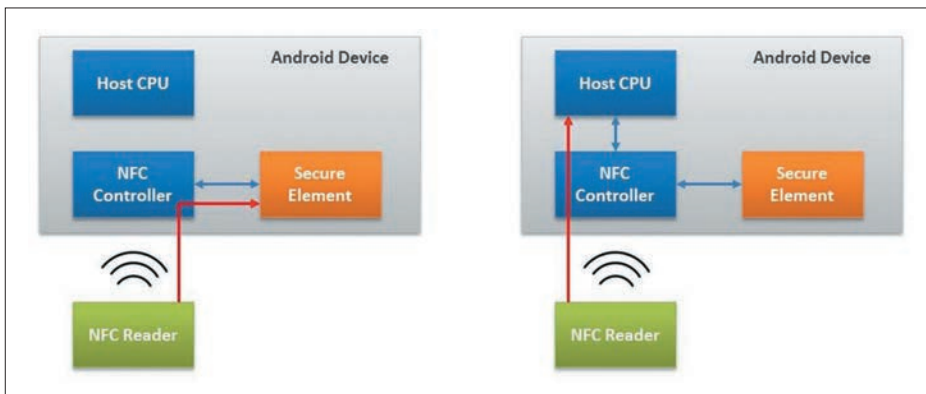 Android Device
Host CPU
NFC
Controller
Secure
Element
NFC Reader
Android Device
Host CPU
NFC
Controller
Secure
Element
NFC Reader